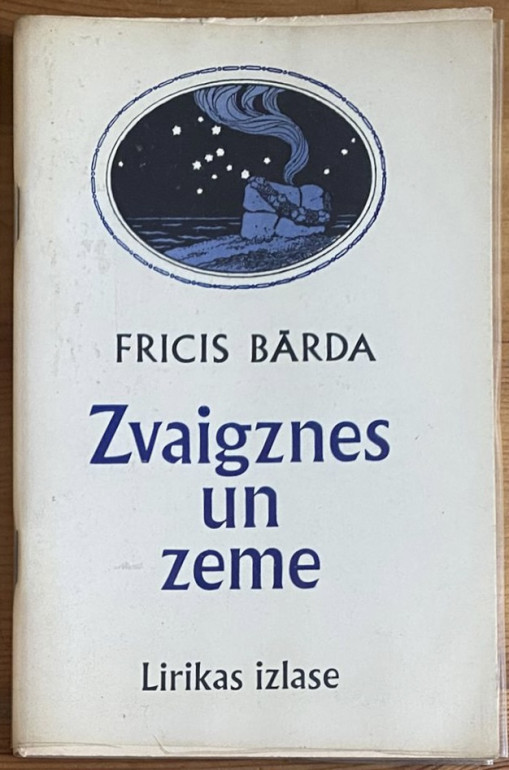 FRICIS BĀRDA
Zvaigznes
un
zeme
Lirikas izlase